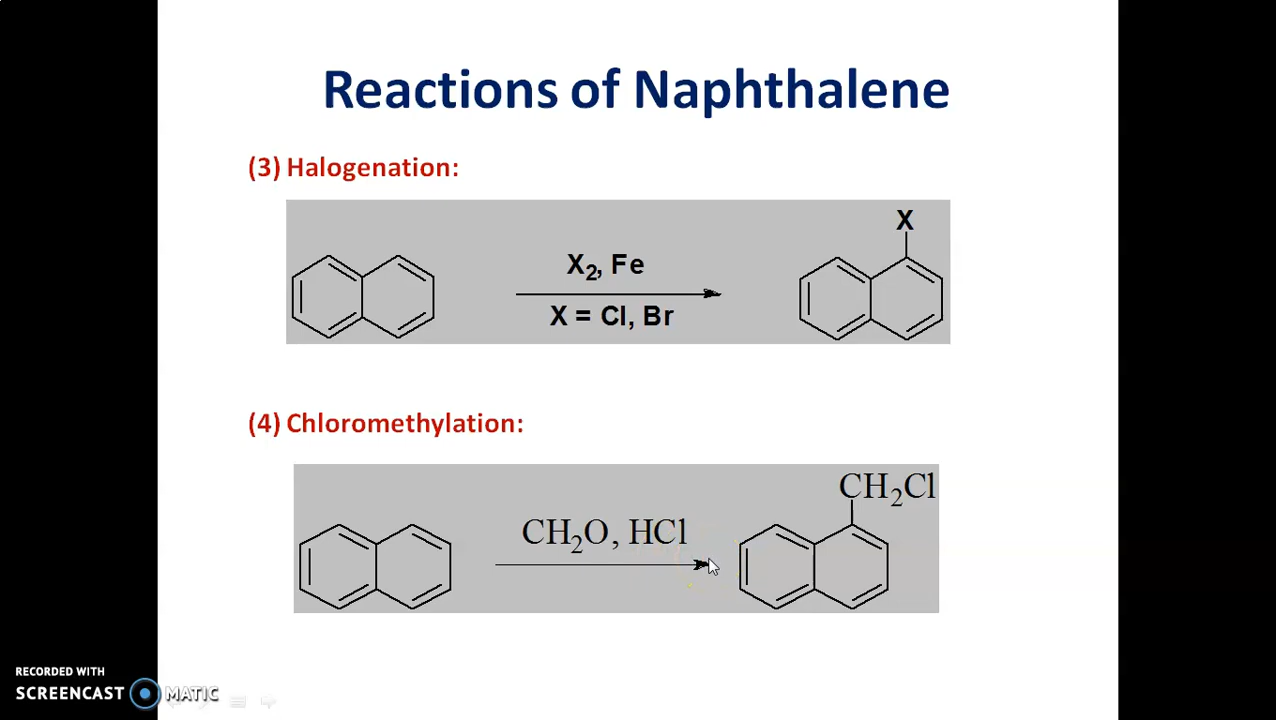 Reactions of Naphthalene
(3) Halogenation:
X
X₂, Fe
X = Cl, Br
(4) Chloromethylation:
CH₂Cl
CH₂O, HCl
RECORDED WITH
SCREENCAST MATIC